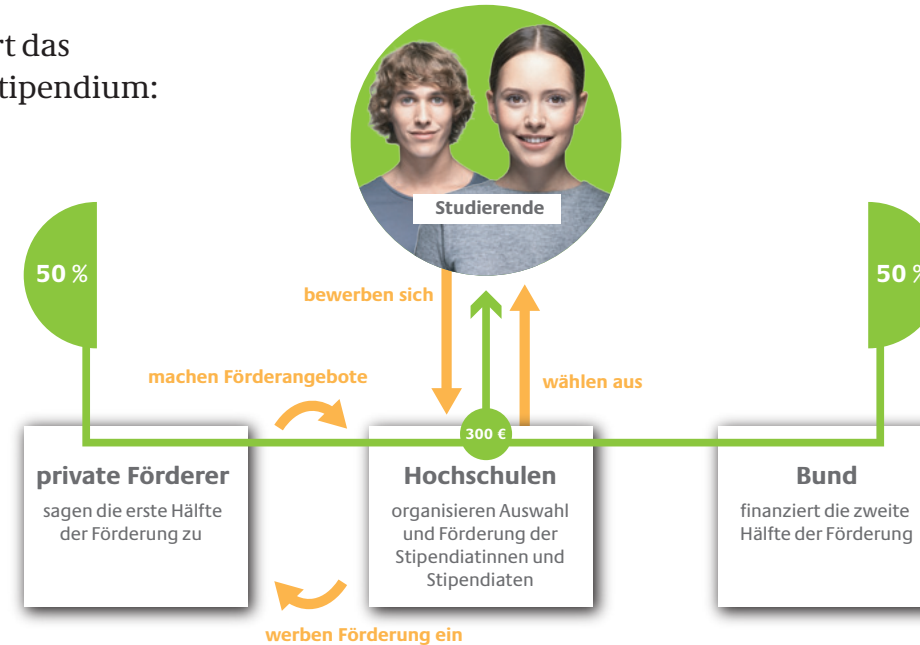 rt das
tipendium:
Studierende
50 %
50 %
bewerben sich
machen Förderangebote
wählen aus
300 €
private Förderer
sagen die erste Hälfte
der Förderung zu
Hochschulen
organisieren Auswahl
und Förderung der
Stipendiatinnen und
Stipendiaten
Bund
finanziert die zweite
Hälfte der Förderung
werben Förderung ein